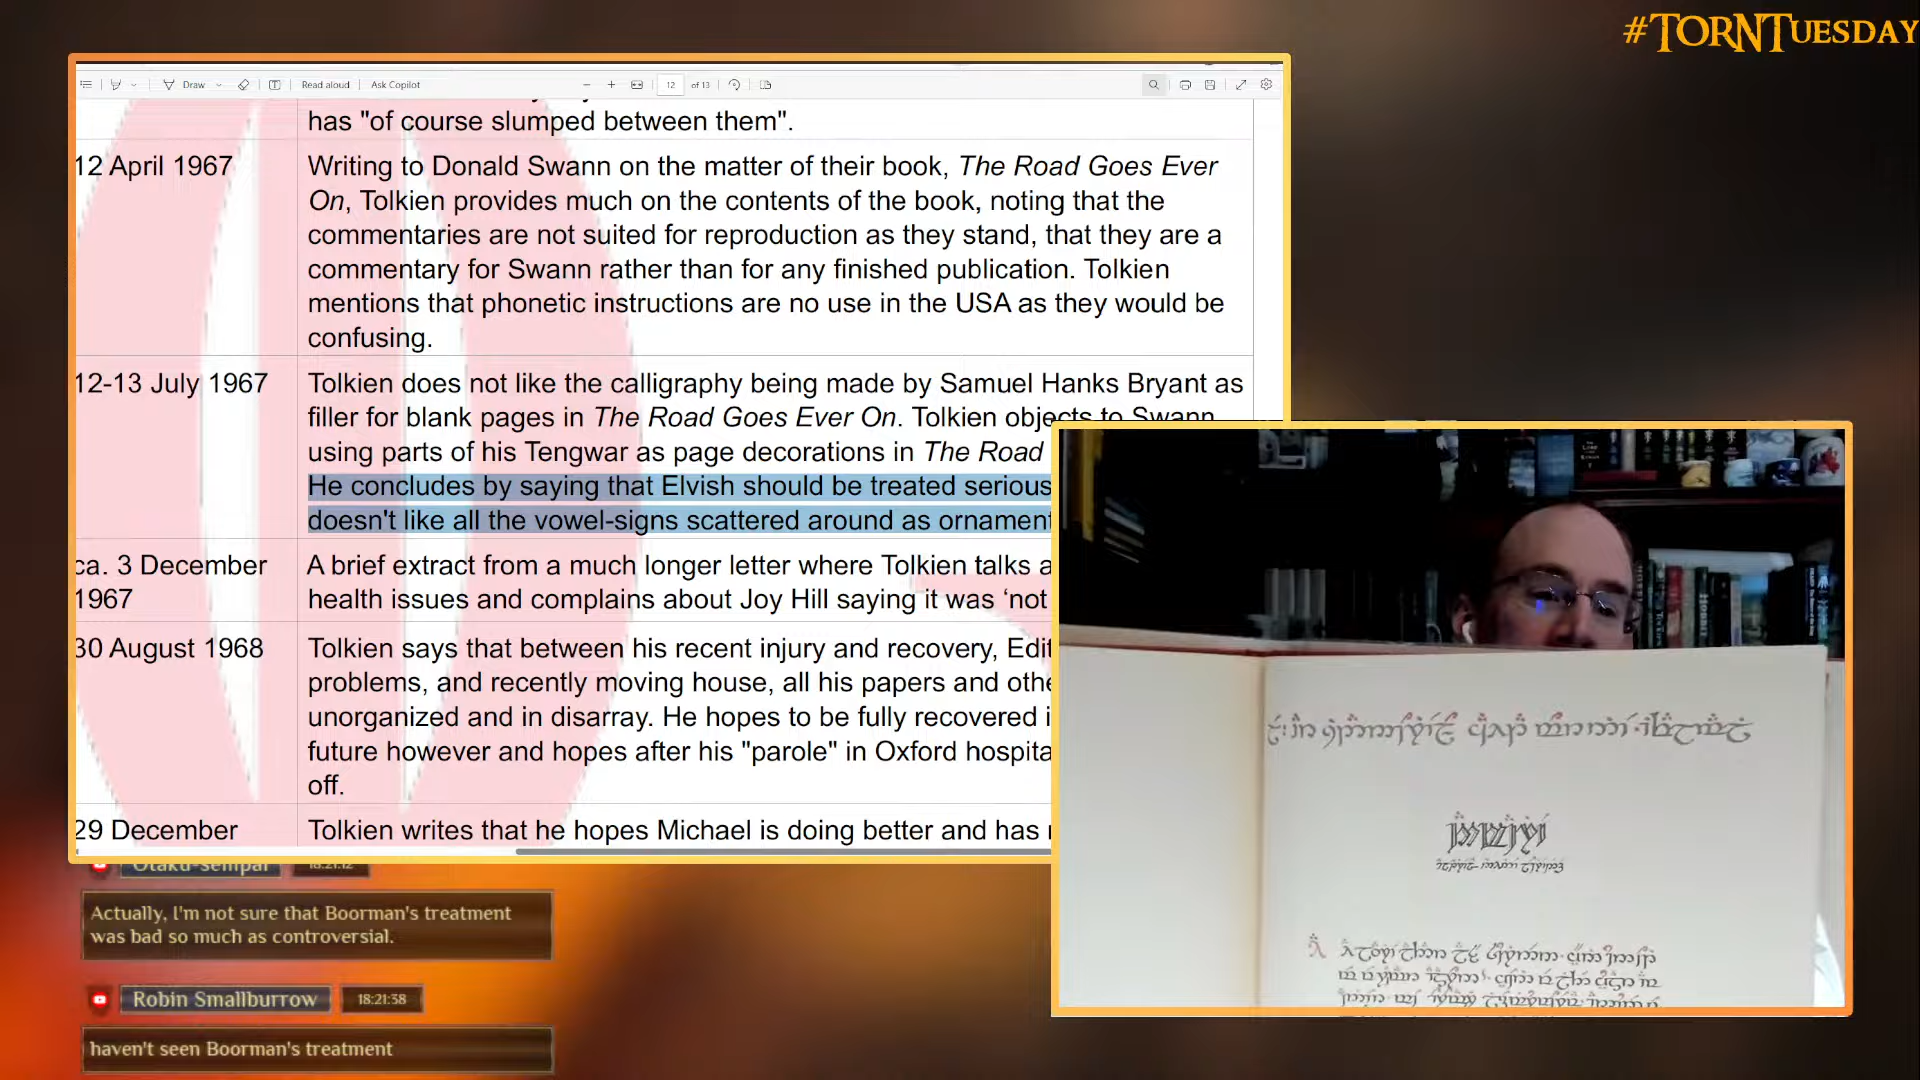 #TORNTUESDAY
Draw
Read aloud
Ask Copilot
12 of 13
has "of course slumped between them".
12 April 1967
Writing to Donald Swann on the matter of their book, The Road Goes Ever
On, Tolkien provides much on the contents of the book, noting that the
commentaries are not suited for reproduction as they stand, that they are a
commentary for Swann rather than for any finished publication. Tolkien
mentions that phonetic instructions are no use in the USA as they would be
confusing.
12-13 July 1967
Tolkien does not like the calligraphy being made by Samuel Hanks Bryant as
filler for blank pages in The Road Goes Ever On. Tolkien objects to Swann
using parts of his Tengwar as page decorations in The Road
He concludes by saying that Elvish should be treated serious
doesn't like all the vowel-signs scattered around as ornament
ca. 3 December
1967
A brief extract from a much longer letter where Tolkien talks a
health issues and complains about Joy Hill saying it was ‘not
30 August 1968
Tolkien says that between his recent injury and recovery, Edit
problems, and recently moving house, all his papers and othe
unorganized and in disarray. He hopes to be fully recovered i
future however and hopes after his "parole" in Oxford hospita
off.
29 December
Tolkien writes that he hopes Michael is doing better and has
Otaku-sempai
18:21:12
Actually, I'm not sure that Boorman's treatment
was bad so much as controversial.
Robin Smallburrow
18:21:38
haven't seen Boorman's treatment